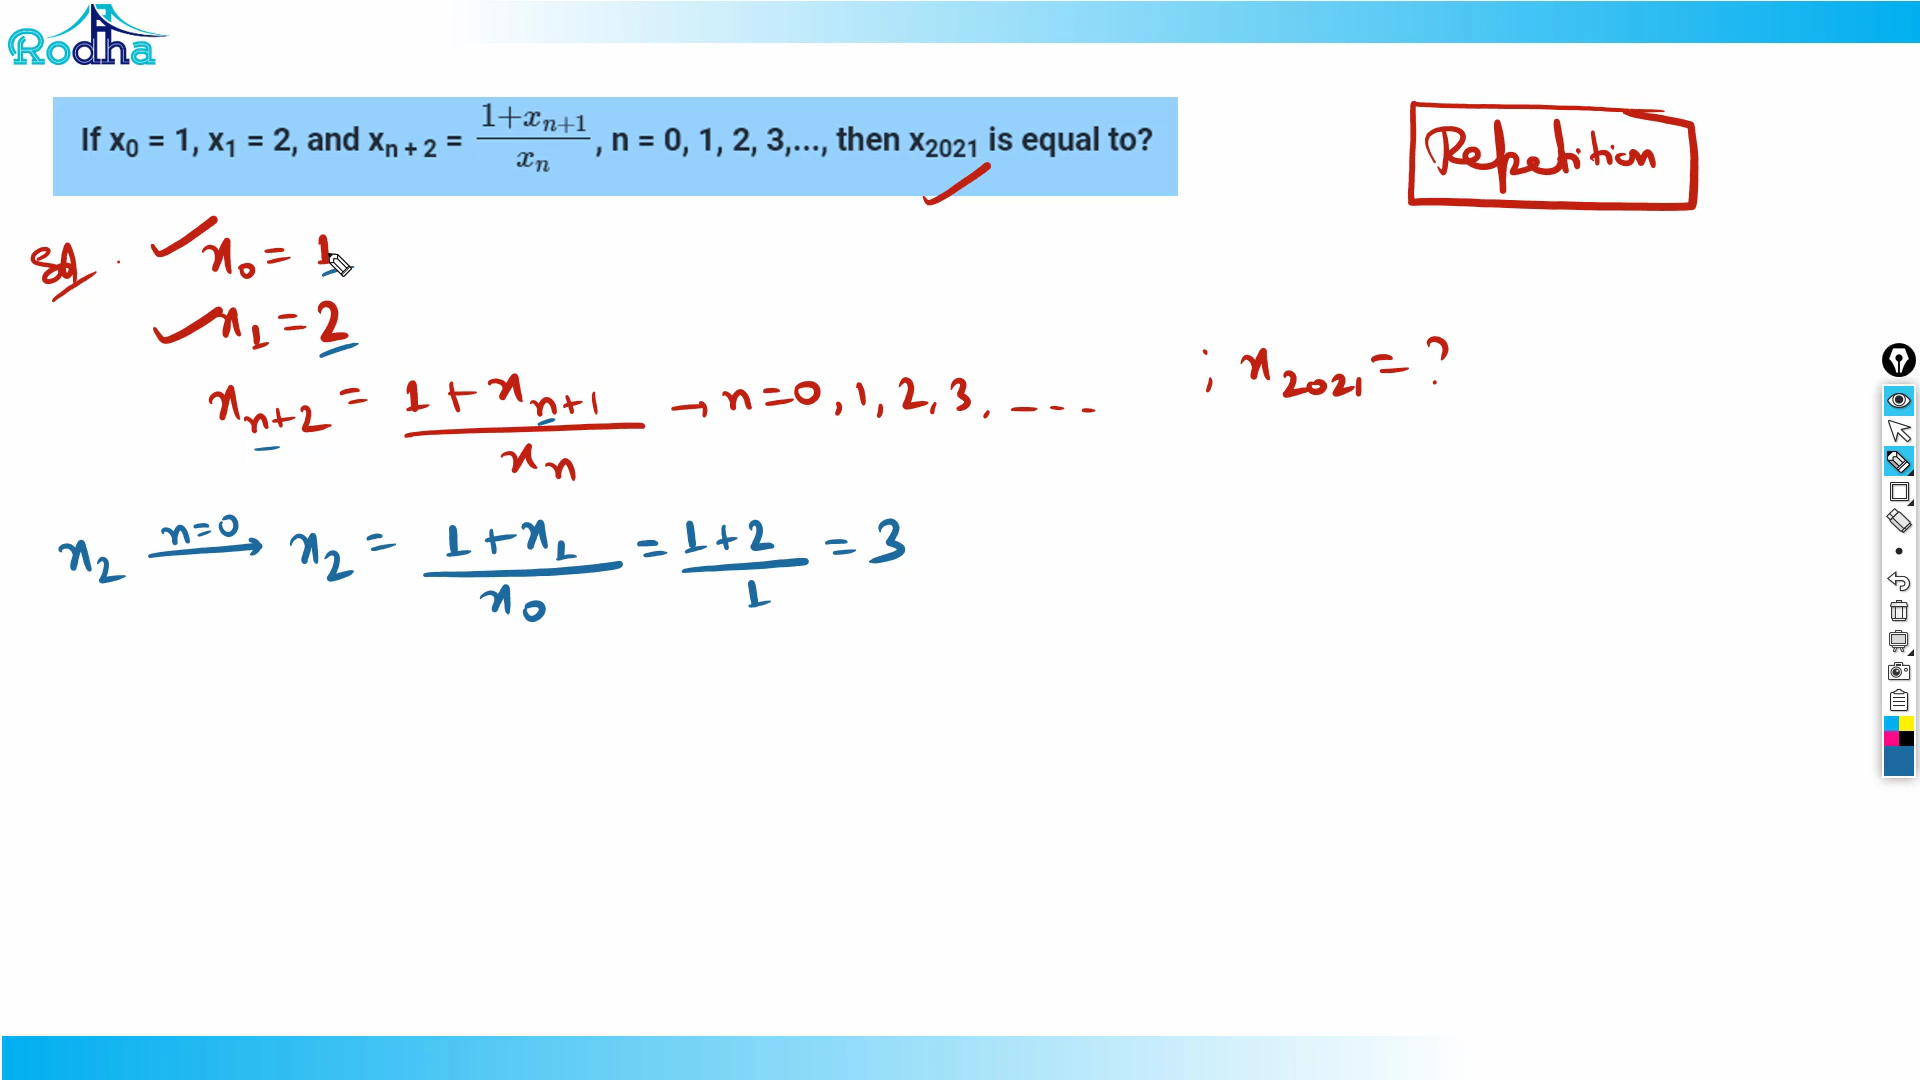 Rodha
If x₀ = 1, x₁ = 2, and xₙ₊₂ = (1+xₙ₊₁)/xₙ, n = 0, 1, 2, 3,..., then x₂₀₂₁ is equal to?
Repetition
Sol. x₀ = 1
x₁ = 2
xₙ₊₂ = (1 + xₙ₊₁)/xₙ → n = 0, 1, 2, 3, ---- ; x₂₀₂₁ = ?
x₂ n=0 → x₂ = (1 + x₁)/x₀ = (1 + 2)/1 = 3